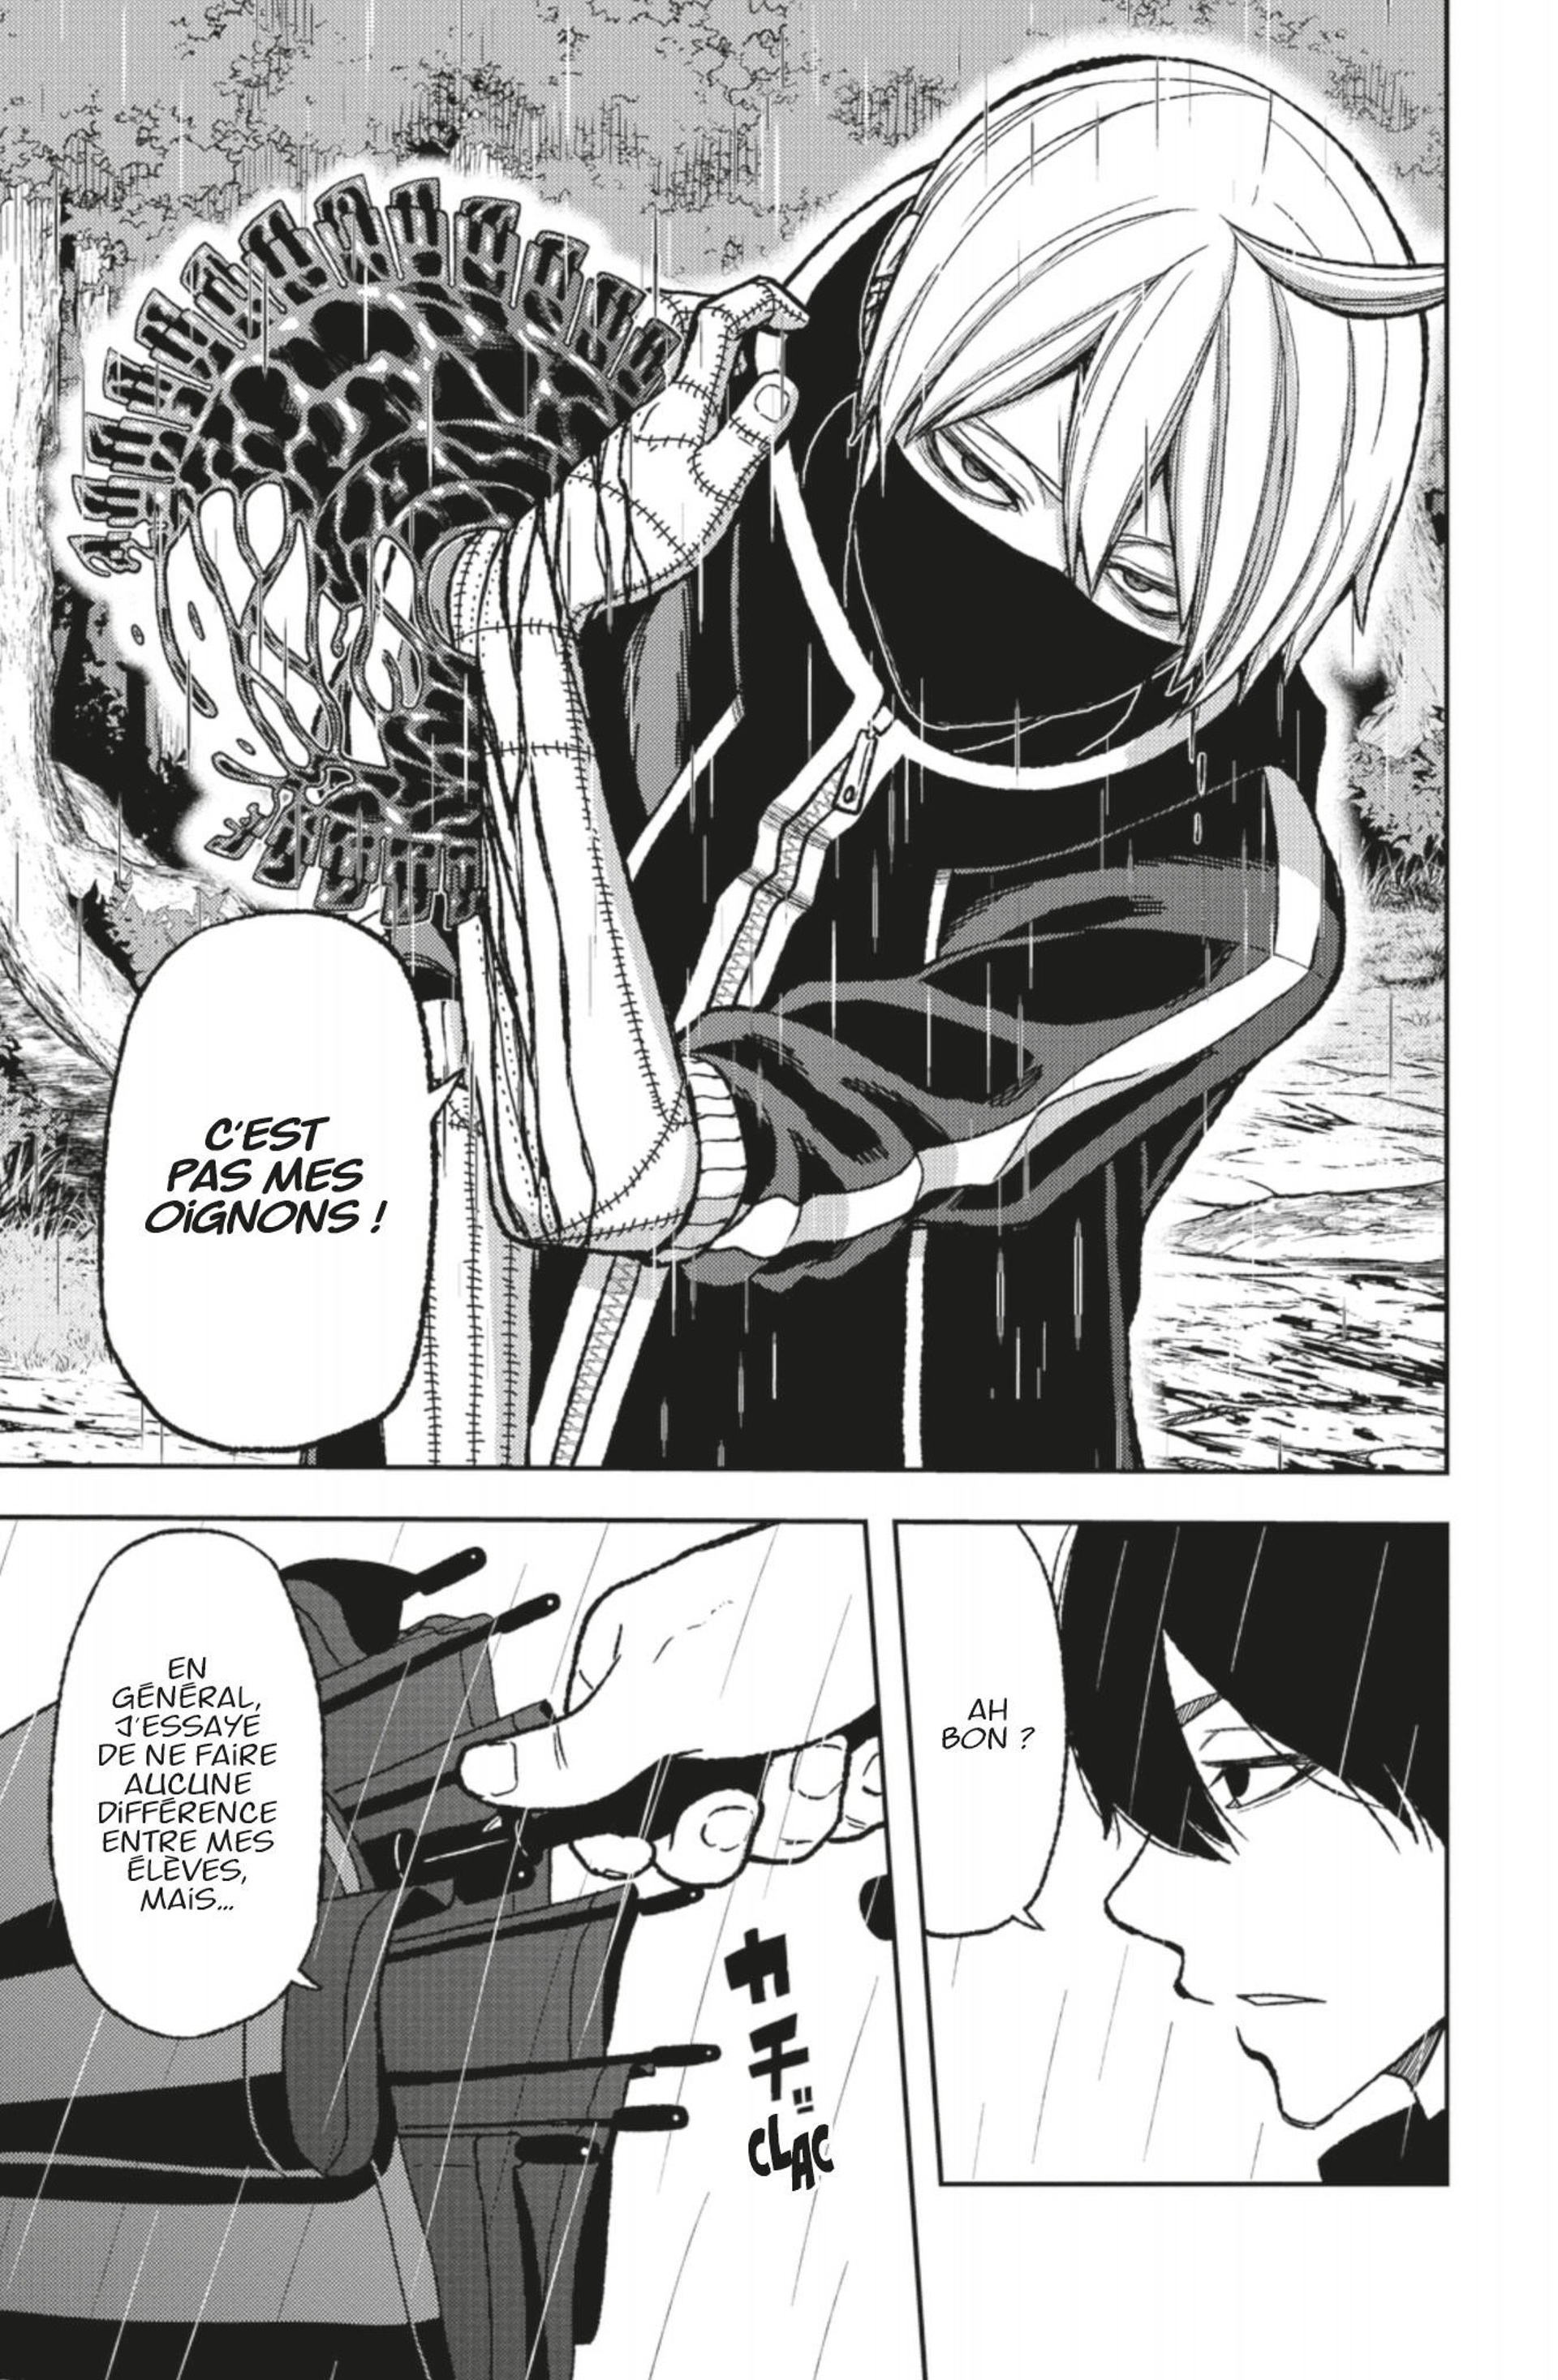 C'EST
PAS MES
OIGNONS !
AH
BON ?
EN
GÉNÉRAL,
J'ESSAYE
DE NE FAIRE
AUCUNE
DIFFÉRENCE
ENTRE MES
ÉLÈVES,
MAIS...
カチ
CLAC